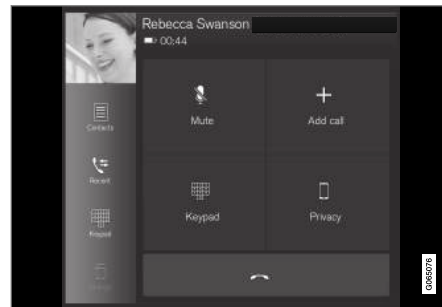 Rebecca Swanson
00:44
Contacts
Mute
Add call
Recent
Keypad
Privacy
Keypad
G065076